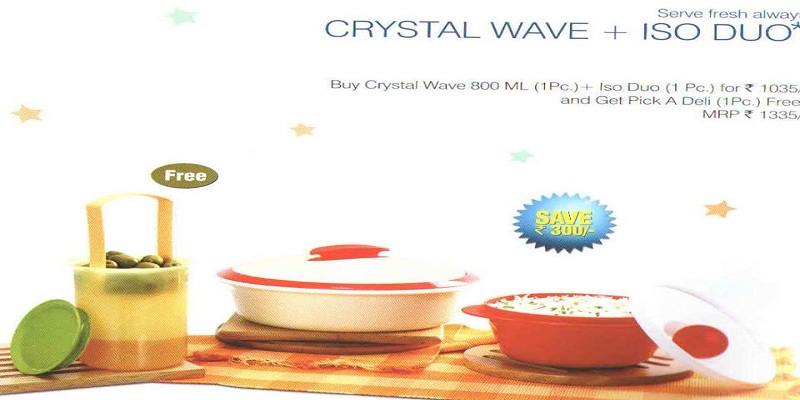 Serve fresh alway
CRYSTAL WAVE + ISO DUO*
Buy Crystal Wave 800 ML (1Pc.)+ Iso Duo (1 Pc.) for ₹ 1035/
and Get Pick A Deli (1Pc.) Free
MRP ₹ 1335/
Free
SAVE
₹ 300/-